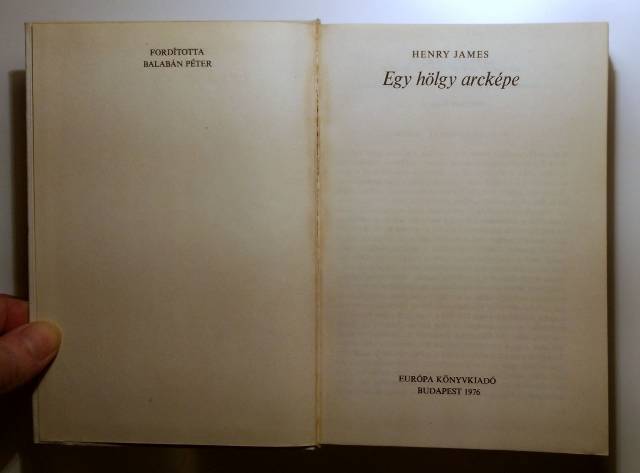 FORDÍTOTTA
BALABÁN PÉTER
HENRY JAMES
Egy hölgy arcképe
EURÓPA KÖNYVKIADÓ
BUDAPEST 1976